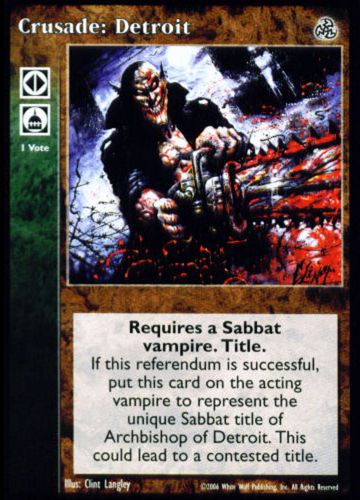 Crusade: Detroit
1 Vote
Requires a Sabbat
vampire. Title.
If this referendum is successful,
put this card on the acting
vampire to represent the
unique Sabbat title of
Archbishop of Detroit. This
could lead to a contested title.
Illus: Clint Langley
©2006 White Wolf Publishing, Inc. All Rights Reserved